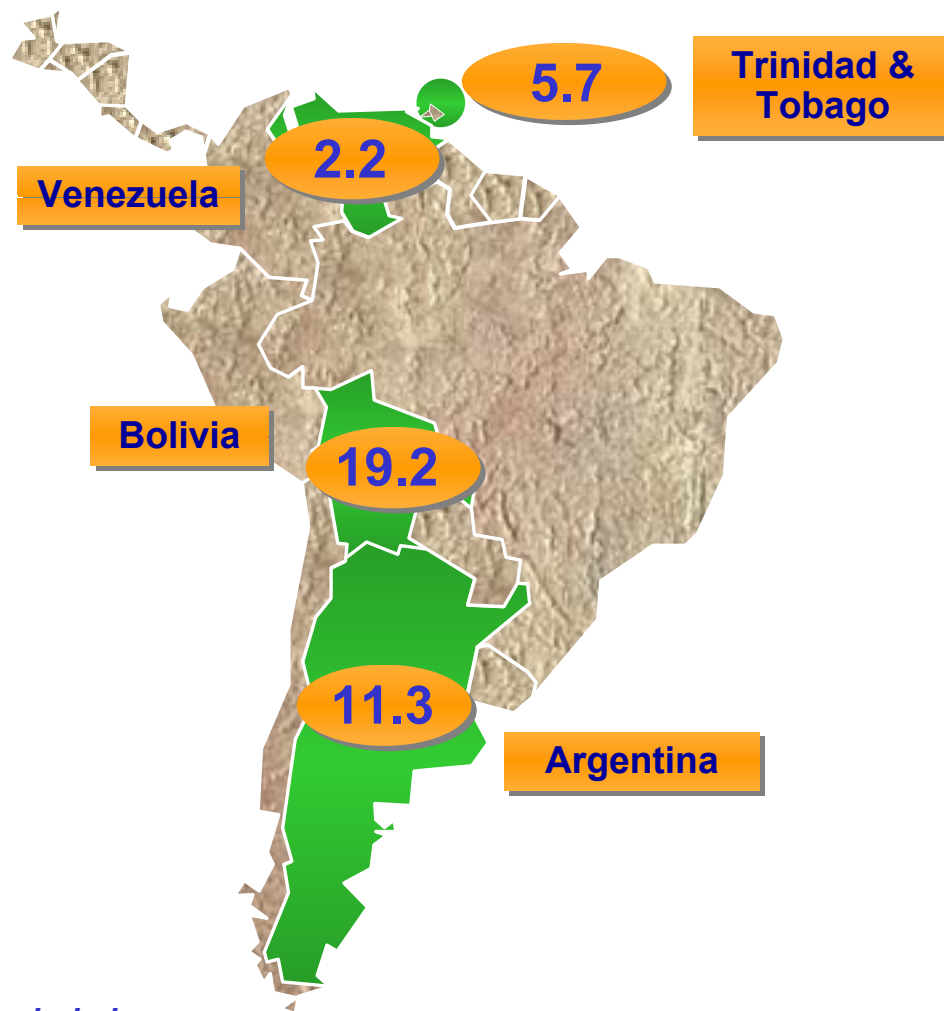 5.7
Trinidad &
Tobago
2.2
Venezuela
Bolivia
19.2
11.3
Argentina